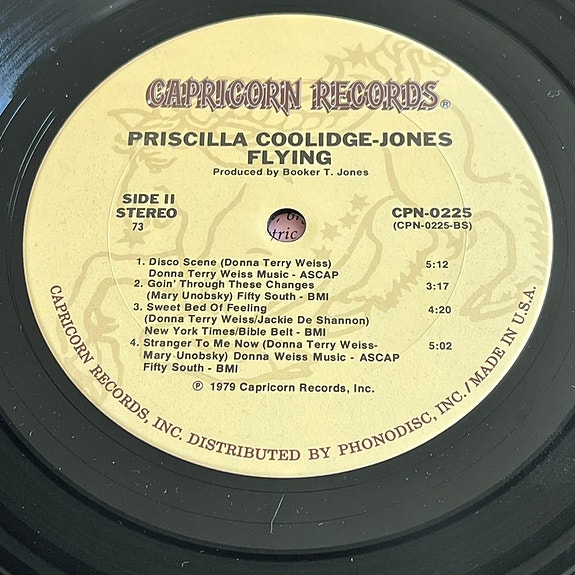 CAPRICORN RECORDS®
PRISCILLA COOLIDGE-JONES
FLYING
Produced by Booker T. Jones
SIDE II
STEREO
73
CPN-0225
(CPN-0225-BS)
tric
1. Disco Scene (Donna Terry Weiss) 5:12
Donna Terry Weiss Music - ASCAP
2. Goin' Through These Changes 3:17
(Mary Unobsky) Fifty South - BMI
3. Sweet Bed Of Feeling 4:20
(Donna Terry Weiss/Jackie De Shannon)
New York Times/Bible Belt - BMI
4. Stranger To Me Now (Donna Terry Weiss- 5:02
Mary Unobsky) Donna Weiss Music - ASCAP
Fifty South - BMI
℗ 1979 Capricorn Records, Inc.
CAPRICORN RECORDS, INC. DISTRIBUTED BY PHONODISC, INC./MADE IN U.S.A.